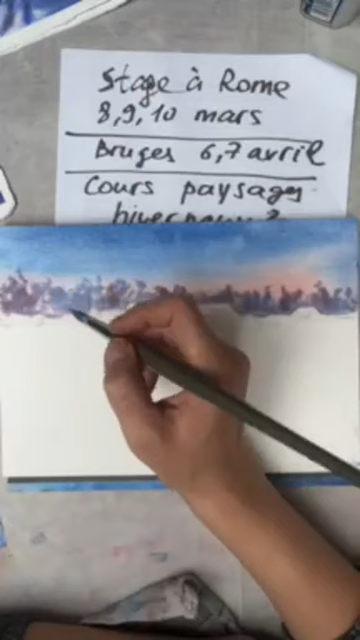 Stage à Rome
8, 9, 10 mars
Bruges 6,7 avril
Cours paysages